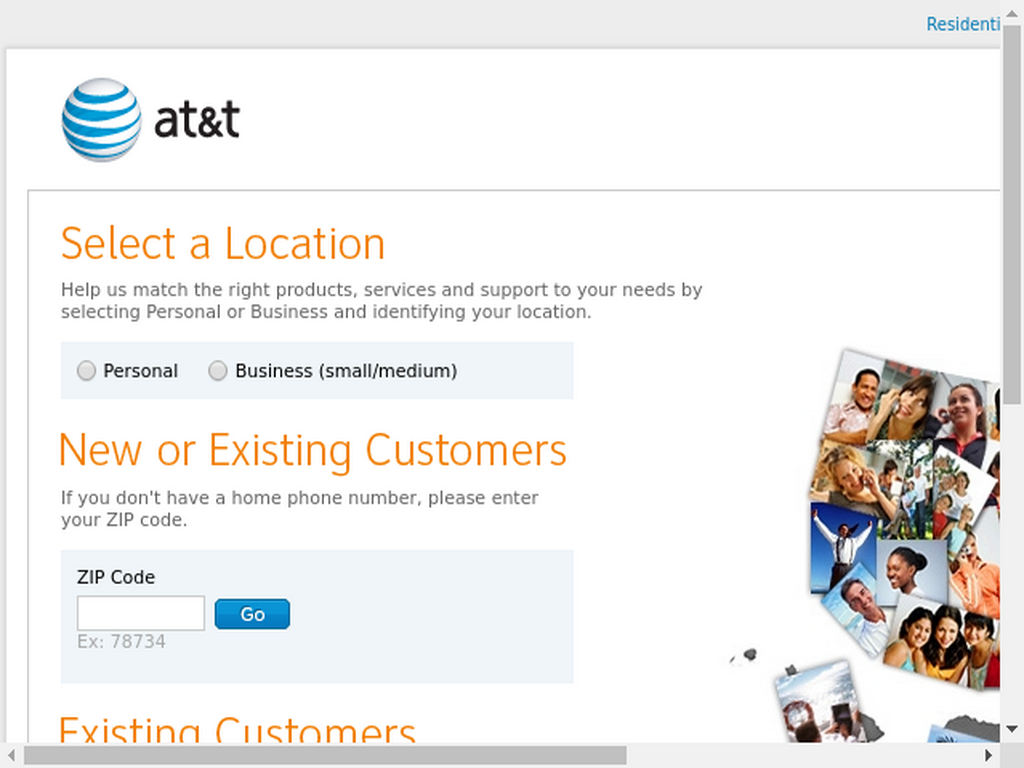 Residenti
at&t
Select a Location
Help us match the right products, services and support to your needs by
selecting Personal or Business and identifying your location.
Personal
Business (small/medium)
New or Existing Customers
If you don't have a home phone number, please enter
your ZIP code.
ZIP Code
Go
Ex: 78734
Existing Customers